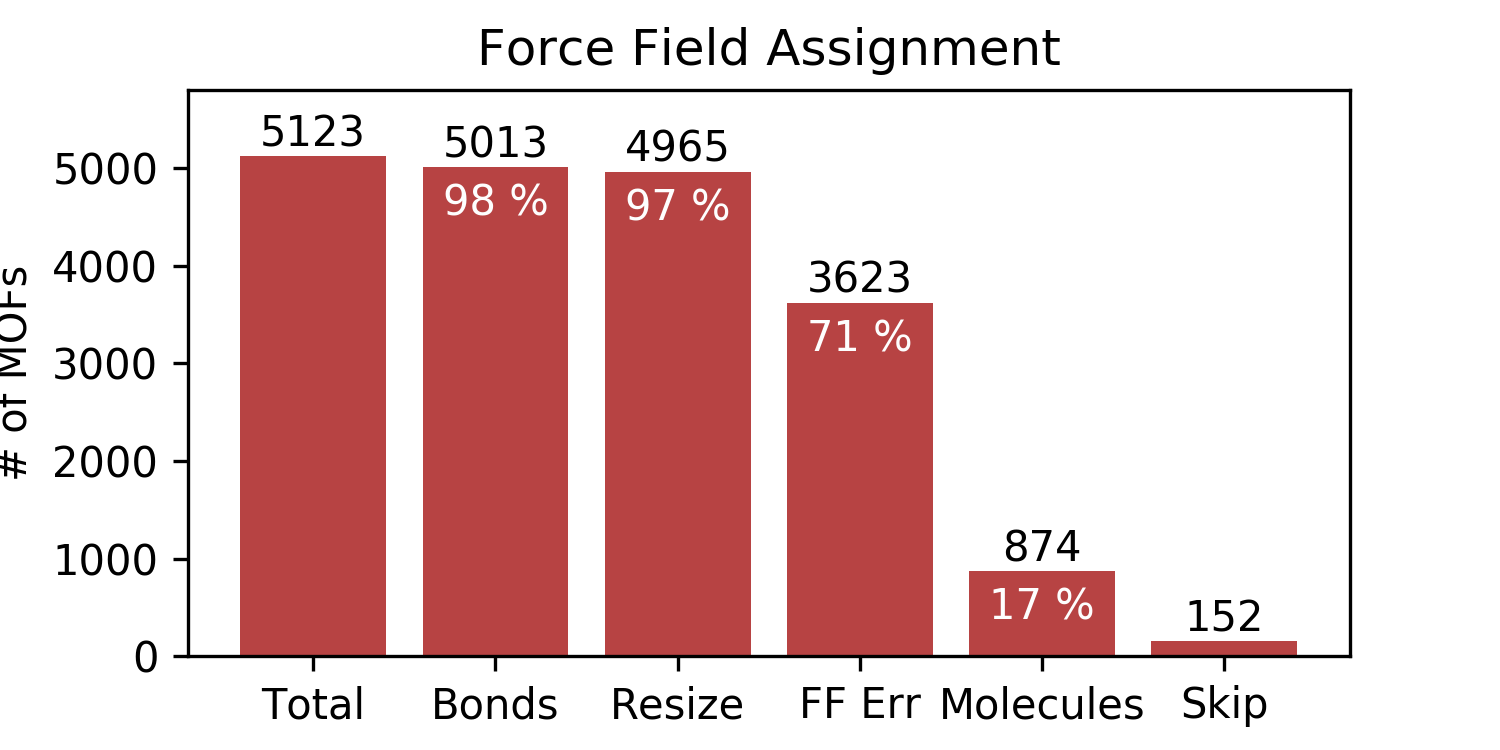 Force Field Assignment
# of MOFs
5000
4000
3000
2000
1000
0
5123
5013
98 %
4965
97 %
3623
71 %
874
17 %
152
Total
Bonds
Resize
FF Err
Molecules
Skip